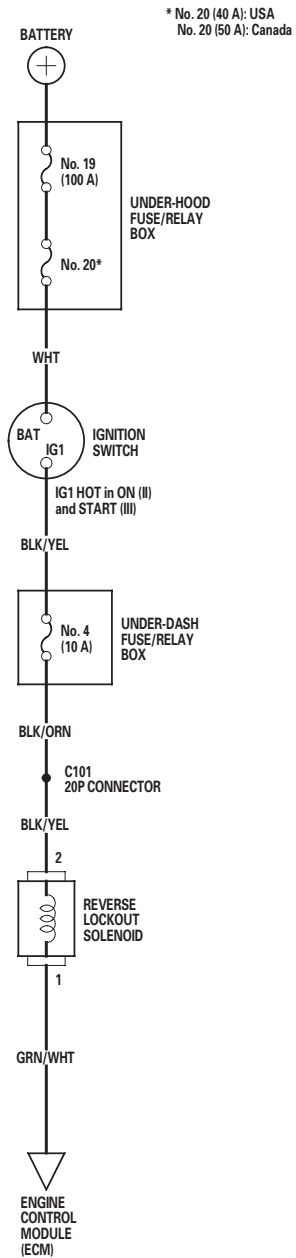 * No. 20 (40 A): USA
No. 20 (50 A): Canada
BATTERY
No. 19
(100 A)
UNDER-HOOD
FUSE/RELAY
BOX
No. 20*
WHT
BAT
IG1
IGNITION
SWITCH
IG1 HOT in ON (II)
and START (III)
BLK/YEL
No. 4
(10 A)
UNDER-DASH
FUSE/RELAY
BOX
BLK/ORN
C101
20P CONNECTOR
BLK/YEL
2
REVERSE
LOCKOUT
SOLENOID
1
GRN/WHT
ENGINE
CONTROL
MODULE
(ECM)